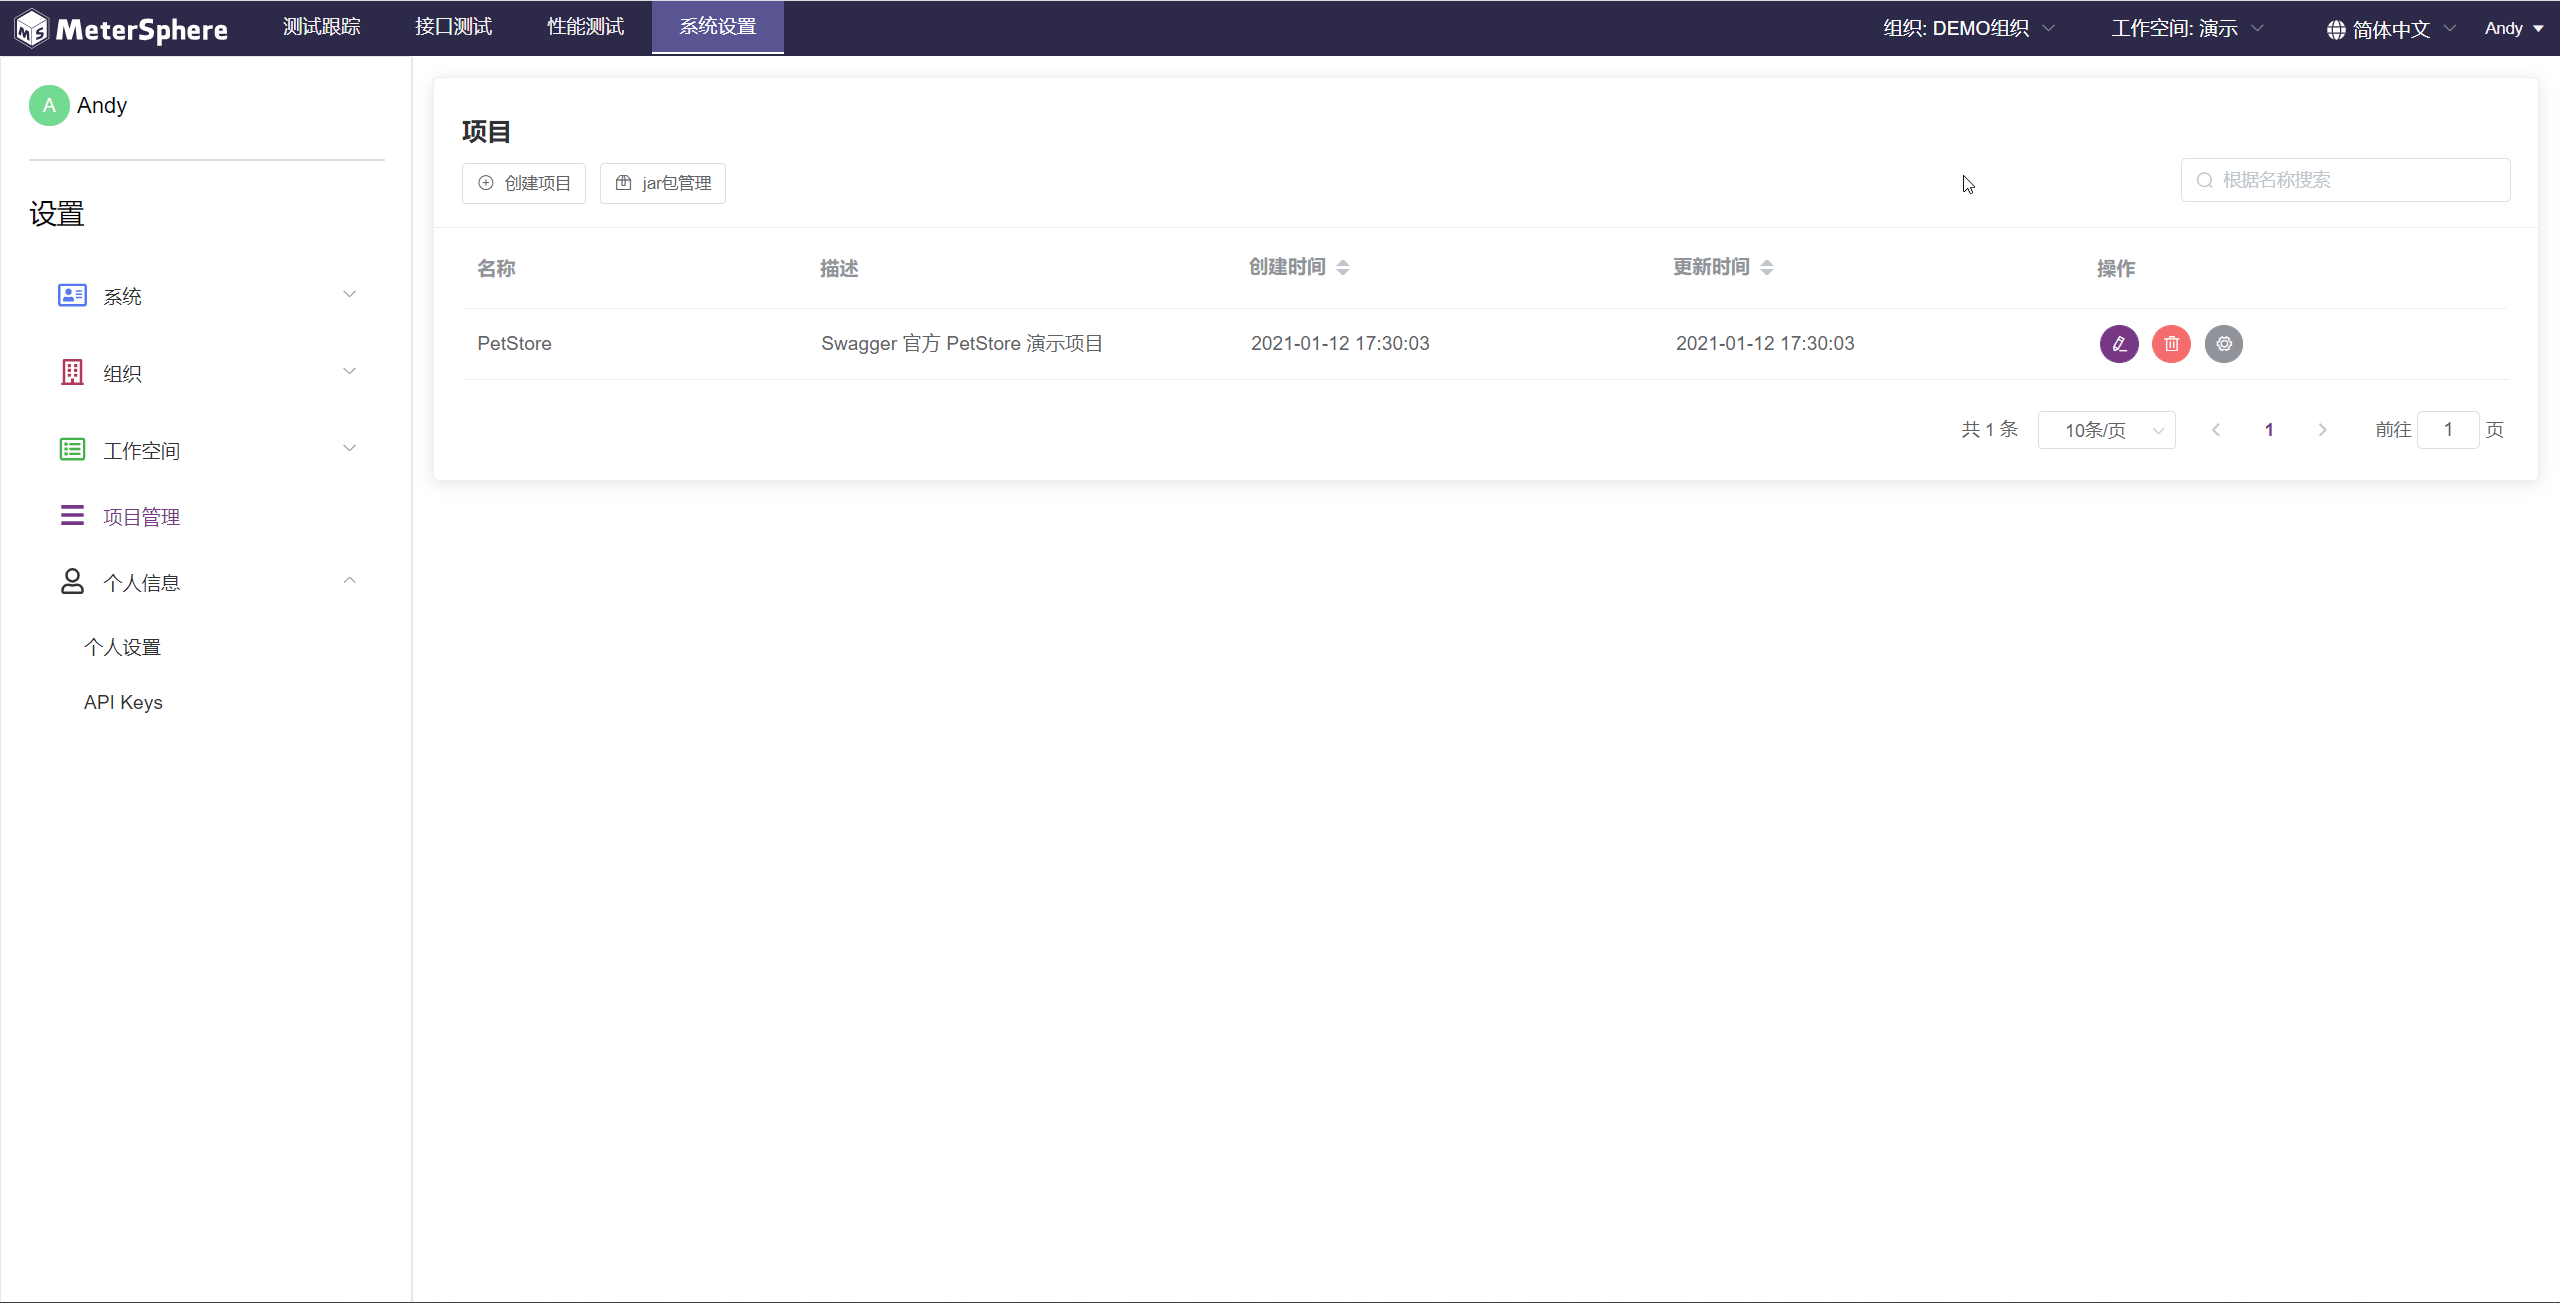 MeterSphere 测试跟踪 接口测试 性能测试 系统设置 组织: DEMO组织 工作空间: 演示 简体中文 Andy
A Andy
设置
系统
组织
工作空间
项目管理
个人信息
个人设置
API Keys
项目
创建项目 jar包管理 根据名称搜索
名称 描述 创建时间 更新时间 操作
PetStore Swagger 官方 PetStore 演示项目 2021-01-12 17:30:03 2021-01-12 17:30:03
共 1 条 10条/页 1 前往 1 页